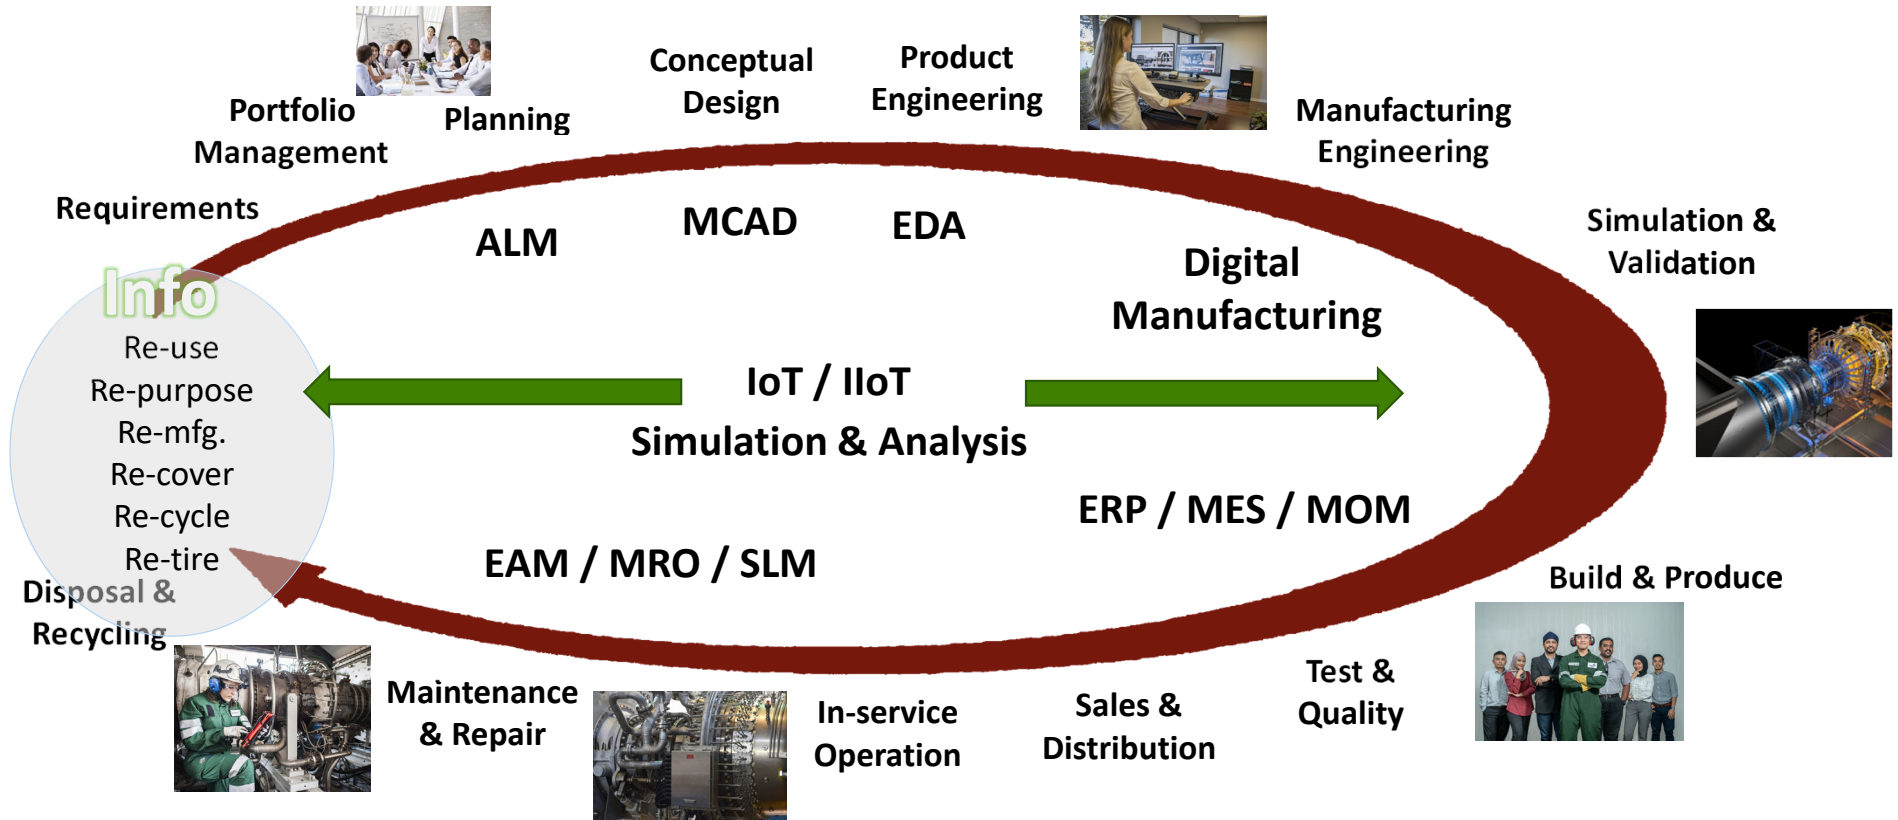 Conceptual
Design
Product
Engineering
Portfolio
Management
Planning
Manufacturing
Engineering
Requirements
Simulation &
Validation
ALM
MCAD
EDA
Digital
Manufacturing
Info
Re-use
Re-purpose
Re-mfg.
Re-cover
Re-cycle
Re-tire
IoT / IIoT
Simulation & Analysis
ERP / MES / MOM
EAM / MRO / SLM
Disposal &
Recycling
Build & Produce
Maintenance
& Repair
In-service
Operation
Sales &
Distribution
Test &
Quality